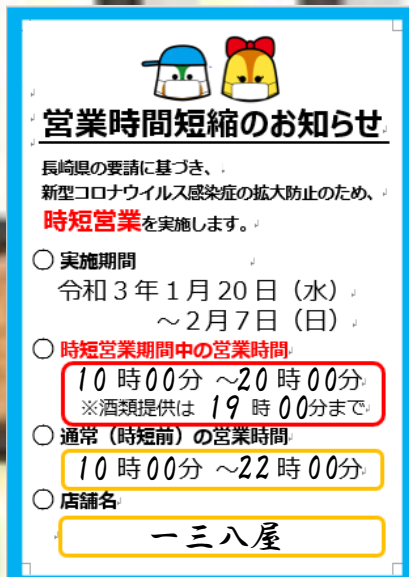 営業時間短縮のお知らせ
長崎県の要請に基づき、
新型コロナウイルス感染症の拡大防止のため、
時短営業を実施します。
○ 実施期間
令和３年１月20日（水）
～２月７日（日）
○ 時短営業期間中の営業時間
10時00分～20時00分
※酒類提供は 19時00分まで
○ 通常（時短前）の営業時間
10時00分～22時00分
○ 店舗名
一三八屋